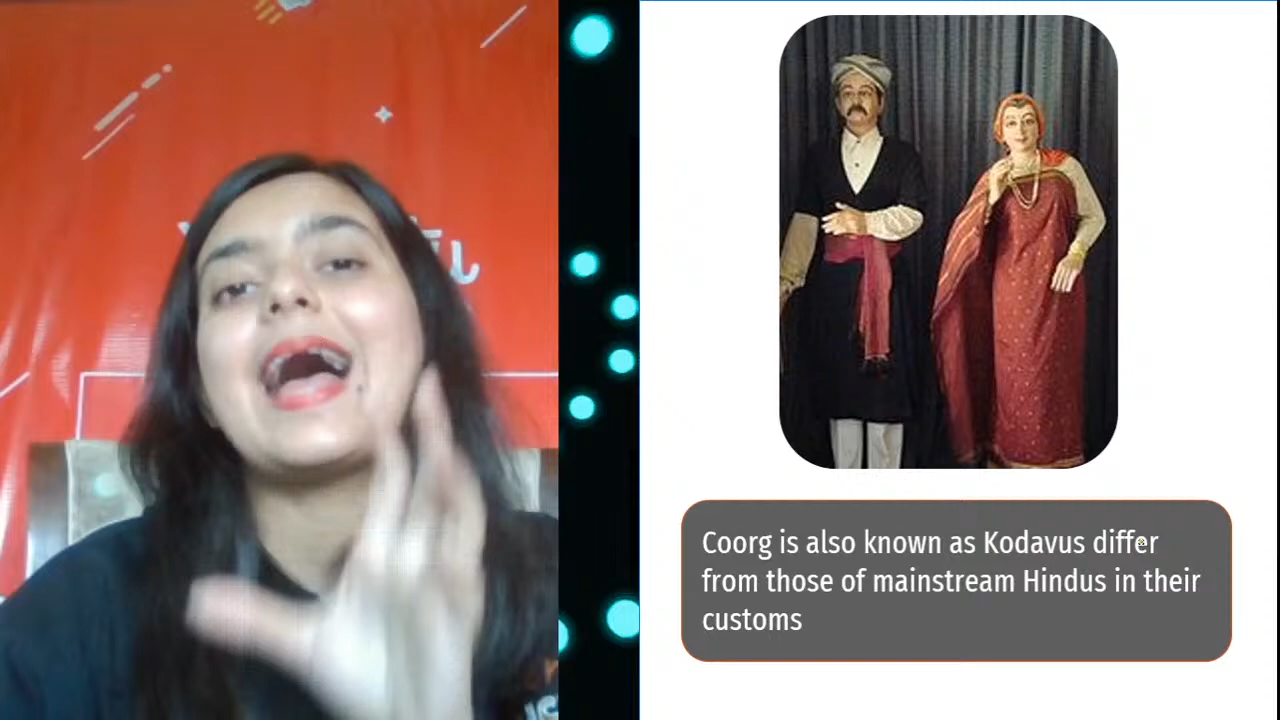 Coorg is also known as Kodavus differ
from those of mainstream Hindus in their
customs